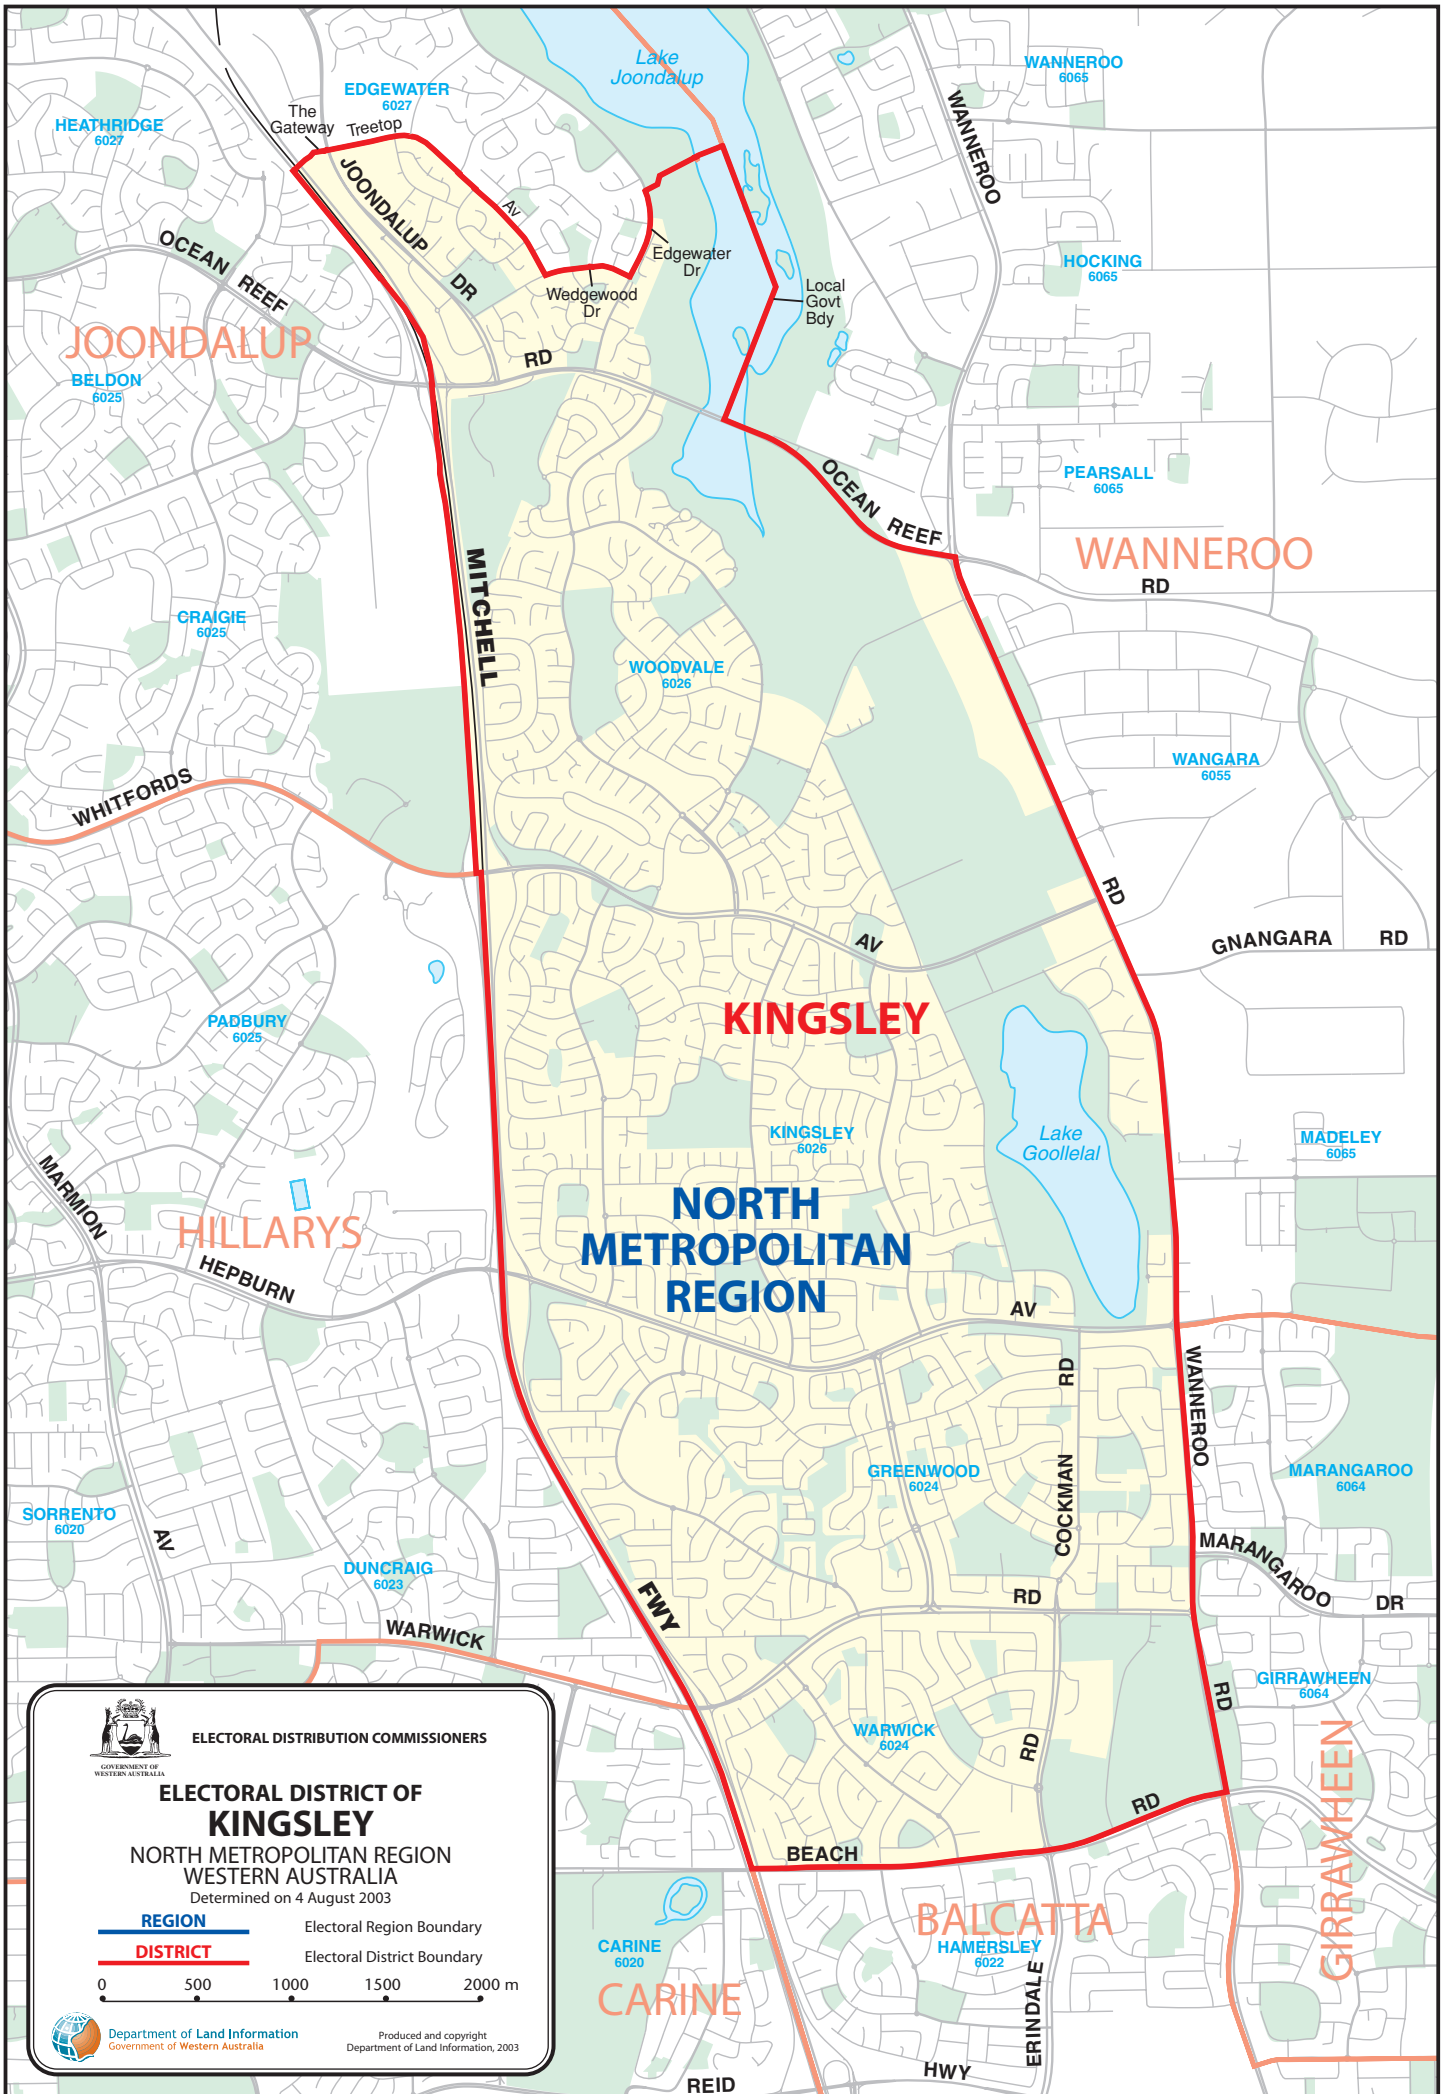 Lake
Joondalup
WANNEROO
6065
EDGEWATER
6027
HEATHRIDGE
6027
The
Gateway
Treetop
WANNEROO
JOONDALUP
Av
OCEAN REEF
Edgewater
Dr
HOCKING
6065
DR
Wedgewood
Dr
Local
Govt
Bdy
JOONDALUP
RD
BELDON
6025
OCEAN REEF
PEARSALL
6065
WANNEROO
RD
MITCHELL
CRAIGIE
6025
WOODVALE
6026
WANGARA
6055
WHITFORDS
RD
AV
GNANGARA RD
KINGSLEY
PADBURY
6025
KINGSLEY
6026
Lake
Goollelal
MADELEY
6065
MARMION
NORTH
METROPOLITAN
REGION
HILLARYS
HEPBURN
AV
RD
WANNEROO
GREENWOOD
6024
COCKMAN
MARANGAROO
6064
SORRENTO
6020
AV
DUNCRAIG
6023
MARANGAROO
DR
FWY
RD
WARWICK
GIRRAWHEEN
6064
RD
WARWICK
6024
RD
RD
BEACH
GIRRAWHEEN
BALCATTA
HAMERSLEY
6022
CARINE
6020
CARINE
ERINDALE
HWY
REID
GOVERNMENT OF
WESTERN AUSTRALIA
ELECTORAL DISTRIBUTION COMMISSIONERS
ELECTORAL DISTRICT OF
KINGSLEY
NORTH METROPOLITAN REGION
WESTERN AUSTRALIA
Determined on 4 August 2003
REGION
Electoral Region Boundary
DISTRICT
Electoral District Boundary
0 500 1000 1500 2000 m
Department of Land Information
Government of Western Australia
Produced and copyright
Department of Land Information, 2003